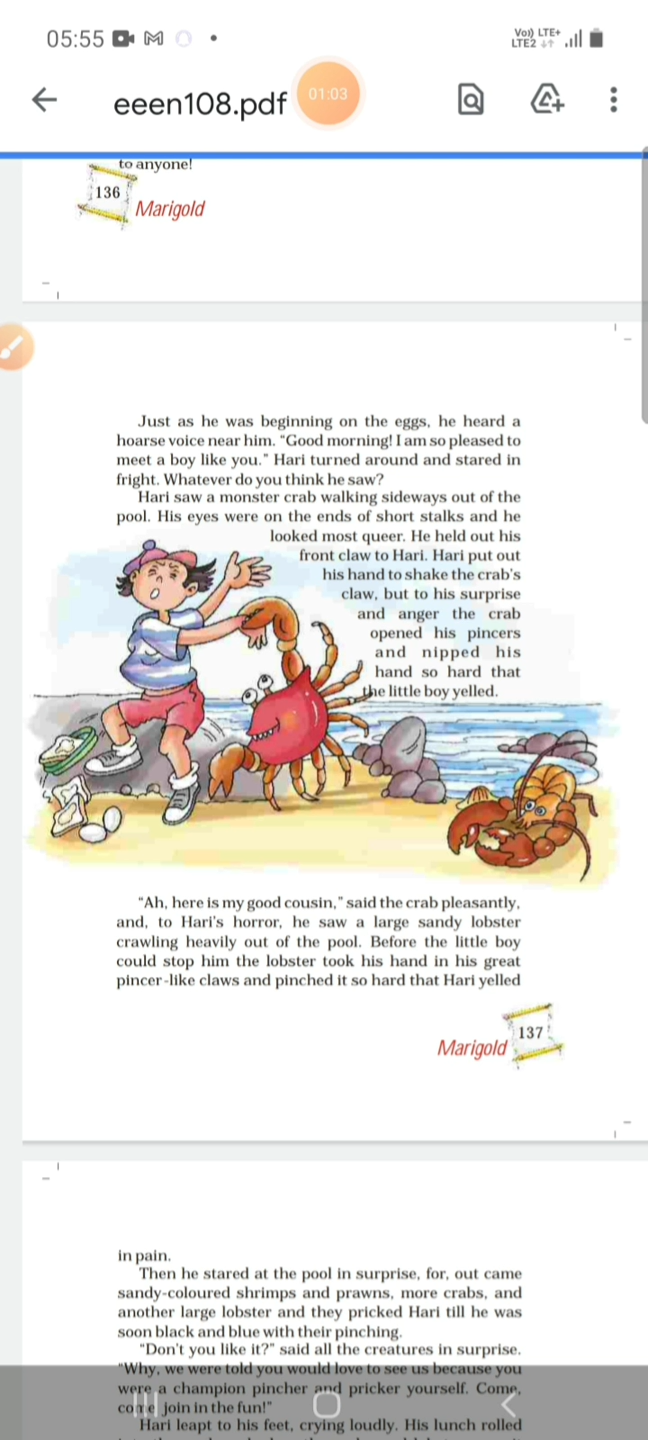 05:55
Vo)) LTE+
LTE2
eeen108.pdf
01:03
to anyone!
136
Marigold
Just as he was beginning on the eggs, he heard a
hoarse voice near him. "Good morning! I am so pleased to
meet a boy like you." Hari turned around and stared in
fright. Whatever do you think he saw?
Hari saw a monster crab walking sideways out of the
pool. His eyes were on the ends of short stalks and he
looked most queer. He held out his
front claw to Hari. Hari put out
his hand to shake the crab's
claw, but to his surprise
and anger the crab
opened his pincers
and nipped his
hand so hard that
the little boy yelled.
"Ah, here is my good cousin," said the crab pleasantly,
and, to Hari's horror, he saw a large sandy lobster
crawling heavily out of the pool. Before the little boy
could stop him the lobster took his hand in his great
pincer-like claws and pinched it so hard that Hari yelled
Marigold
137
in pain.
Then he stared at the pool in surprise, for, out came
sandy-coloured shrimps and prawns, more crabs, and
another large lobster and they pricked Hari till he was
soon black and blue with their pinching.
"Don't you like it?" said all the creatures in surprise.
"Why, we were told you would love to see us because you
were a champion pincher and pricker yourself. Come,
come join in the fun!"
Hari leapt to his feet, crying loudly. His lunch rolled